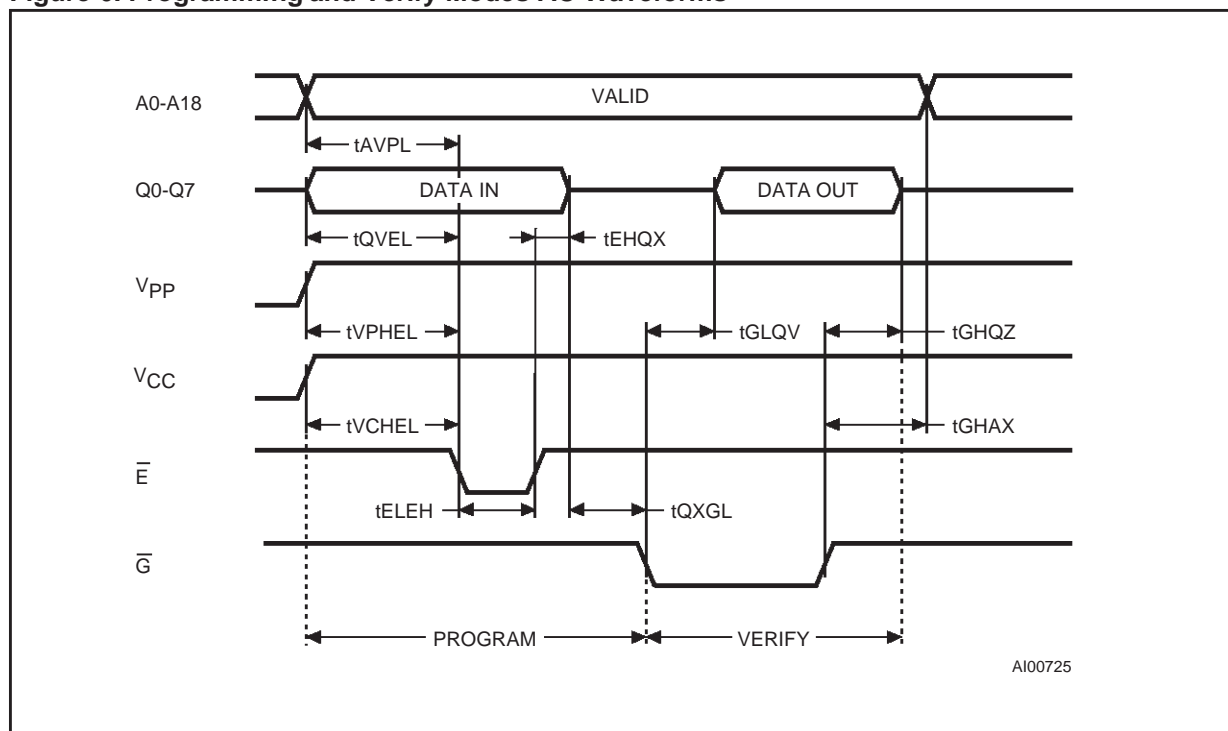 Figure Programming and Verify Modes AC Waveforms
A0-A18
VALID
tAVPL
Q0-Q7
DATA IN
DATA OUT
tQVEL
tEHQX
VPP
tVPHEL
tGLQV
tGHQZ
VCC
tVCHEL
tGHAX
E̅
tELEH
tQXGL
G̅
PROGRAM
VERIFY
AI00725